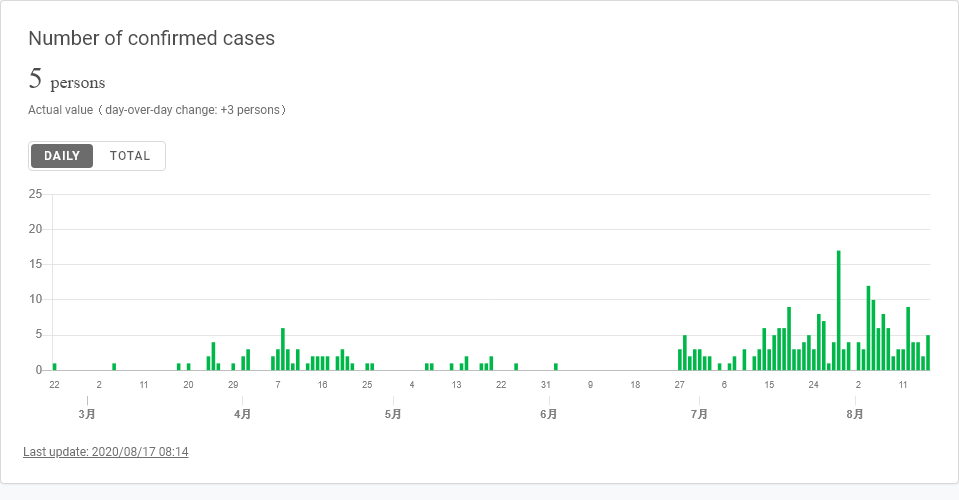 Number of confirmed cases
5 persons
Actual value （day-over-day change: +3 persons）
DAILY TOTAL
25
20
15
10
5
0
22 2 11 20 29 7 16 25 4 13 22 31 9 18 27 6 15 24 2 11
3月 4月 5月 6月 7月 8月
Last update: 2020/08/17 08:14